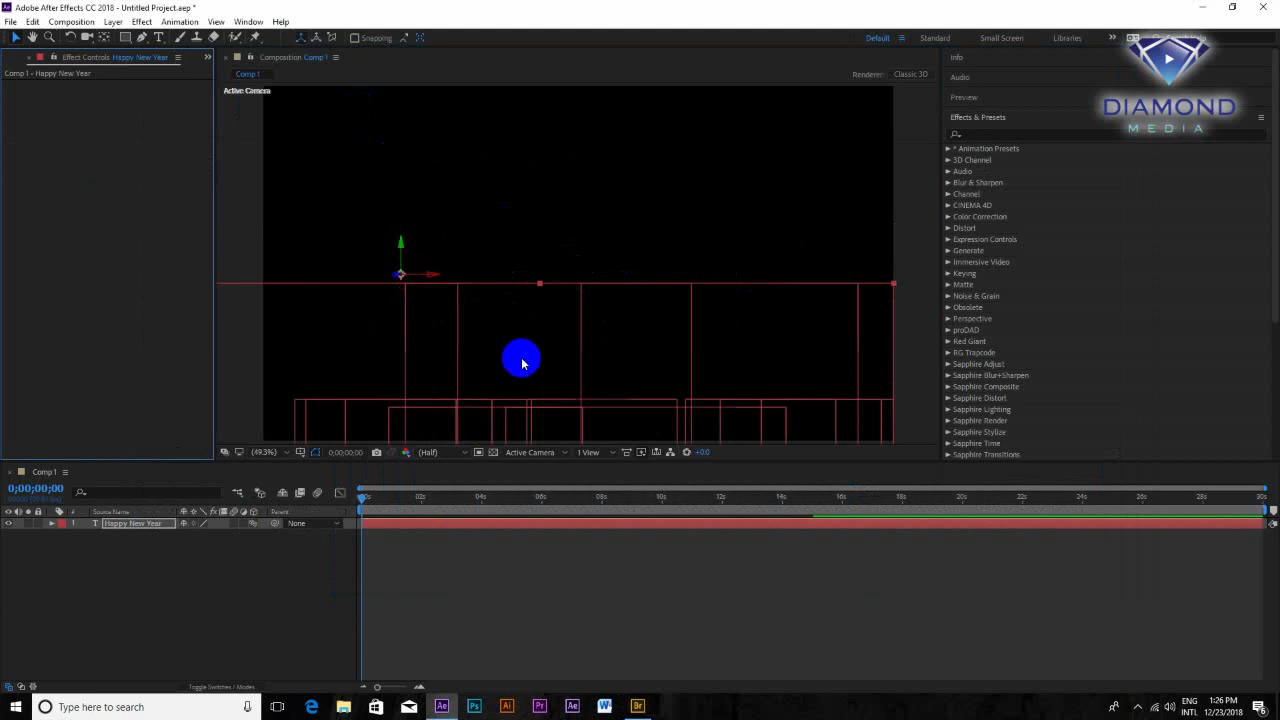 Adobe After Effects CC 2018 - Untitled Project.aep *
File Edit Composition Layer Effect Animation View Window Help
Snapping
Default Standard Small Screen Libraries
Effect Controls Happy New Year
Composition Comp 1
Info
Comp 1 - Happy New Year
Comp 1
Renderer: Classic 3D
Audio
Active Camera
Preview
DIAMOND
MEDIA
Effects & Presets
* Animation Presets
3D Channel
Audio
Blur & Sharpen
Channel
CINEMA 4D
Color Correction
Distort
Expression Controls
Generate
Immersive Video
Keying
Matte
Noise & Grain
Obsolete
Perspective
proDAD
Red Giant
RG Trapcode
Sapphire Adjust
Sapphire Blur+Sharpen
Sapphire Composite
Sapphire Distort
Sapphire Lighting
Sapphire Render
Sapphire Stylize
Sapphire Time
Sapphire Transitions
(49.3%) 0;00;00;00 (Half) Active Camera 1 View +0.0
Comp 1
0;00;00;00
02s 04s 06s 08s 10s 12s 14s 16s 18s 20s 22s 24s 26s 28s 30s
Source Name Parent
1 T Happy New Year None
Toggle Switches / Modes
Type here to search
ENG
INTL
1:26 PM
12/23/2018